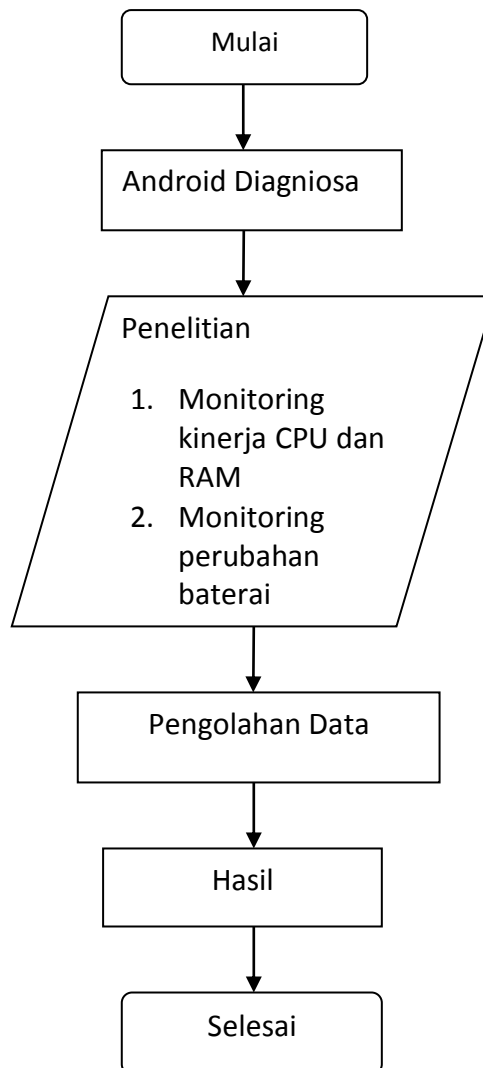 Mulai
Android Diagniosa
Penelitian
1. Monitoring
kinerja CPU dan
RAM
2. Monitoring
perubahan
baterai
Pengolahan Data
Hasil
Selesai